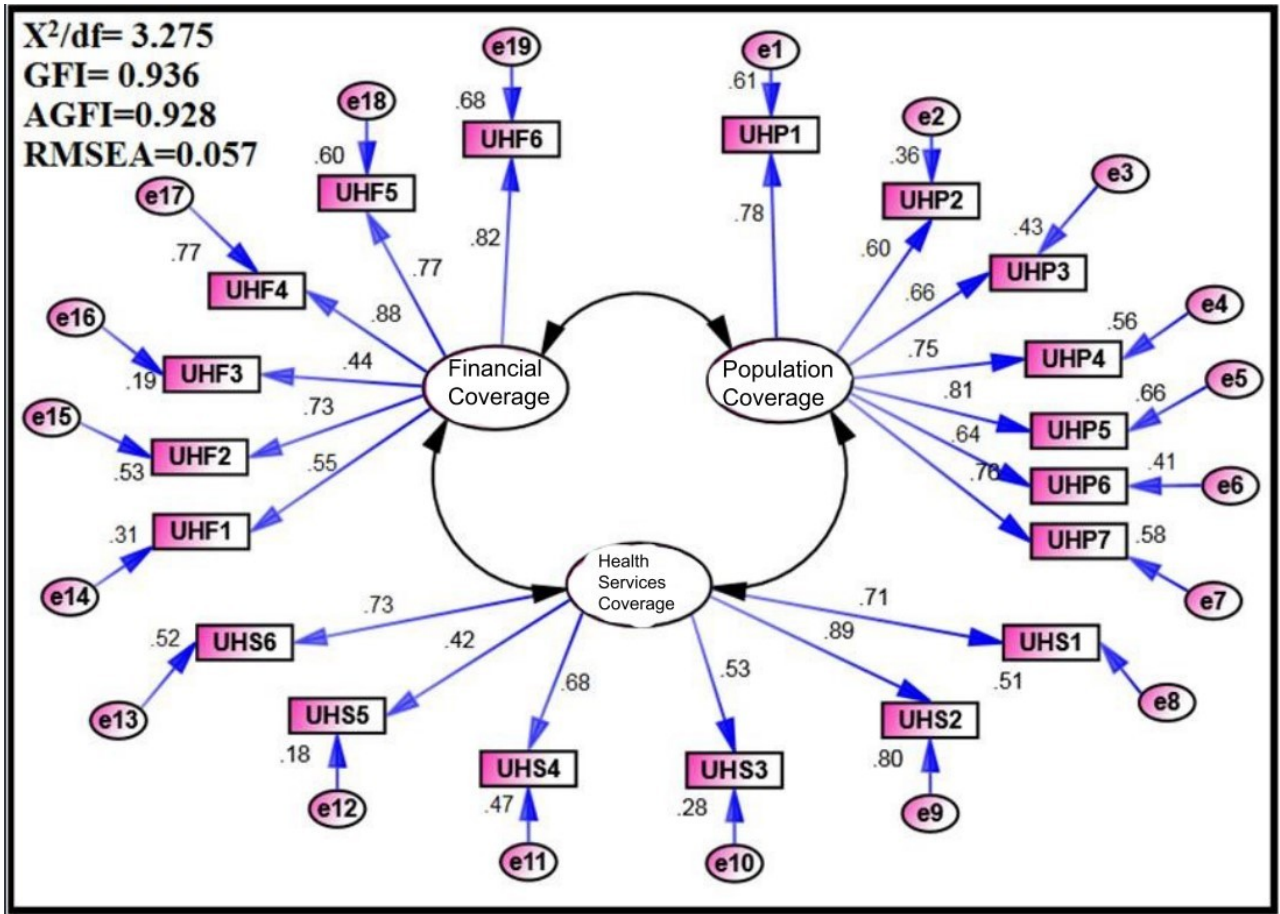 X²/df= 3.275
GFI= 0.936
AGFI=0.928
RMSEA=0.057
e19
.68
UHF6
.82
e18
.60
UHF5
.77
e17
.77
UHF4
.88
e16
.19
UHF3
.44
e15
.53
UHF2
.73
e14
.31
UHF1
.55
Financial
Coverage
e1
.61
UHP1
.78
e2
.36
UHP2
.60
e3
.43
UHP3
.66
e4
.56
UHP4
.75
e5
.66
UHP5
.81
e6
.41
UHP6
.64
e7
.58
UHP7
.76
Population
Coverage
Health
Services
Coverage
.71
UHS1
.51
e8
.89
UHS2
.80
e9
.53
UHS3
.28
e10
.68
UHS4
.47
e11
.42
UHS5
.18
e12
.73
UHS6
.52
e13